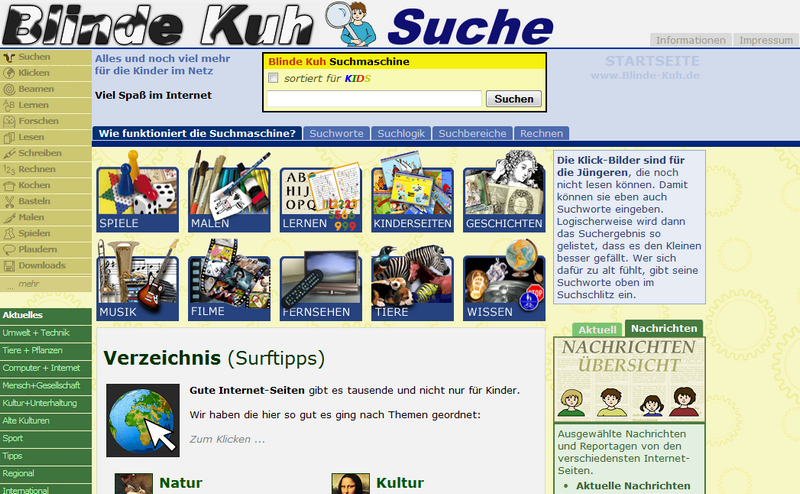 Blinde Kuh Suche
Informationen
Impressum
Suchen
Klicken
Beamen
Lernen
Forschen
Lesen
Schreiben
Rechnen
Kochen
Basteln
Malen
Spielen
Plaudern
Downloads
... mehr
Aktuelles
Umwelt + Technik
Tiere + Pflanzen
Computer + Internet
Mensch+Gesellschaft
Kultur+Unterhaltung
Alte Kulturen
Sport
Tipps
Regional
International
Alles und noch viel mehr
für die Kinder im Netz
Viel Spaß im Internet
Blinde Kuh Suchmaschine
sortiert für KIDS
Suchen
STARTSEITE
www.Blinde-Kuh.de
Wie funktioniert die Suchmaschine?
Suchworte
Suchlogik
Suchbereiche
Rechnen
A B C
H I J
O P Q
SPIELE
MALEN
LERNEN
KINDERSEITEN
GESCHICHTEN
STOP
MUSIK
FILME
FERNSEHEN
TIERE
WISSEN
Die Klick-Bilder sind für
die Jüngeren, die noch
nicht lesen können. Damit
können sie eben auch
Suchworte eingeben.
Logischerweise wird dann
das Suchergebnis so
gelistet, dass es den Kleinen
besser gefällt. Wer sich
dafür zu alt fühlt, gibt seine
Suchworte oben im
Suchschlitz ein.
Verzeichnis (Surftipps)
Gute Internet-Seiten gibt es tausende und nicht nur für Kinder.
Wir haben die hier so gut es ging nach Themen geordnet:
Zum Klicken ...
Natur
Kultur
Aktuell
Nachrichten
NACHRICHTEN
ÜBERSICHT
Ausgewählte Nachrichten
und Reportagen von den
verschiedensten Internet-
Seiten.
• Aktuelle Nachrichten